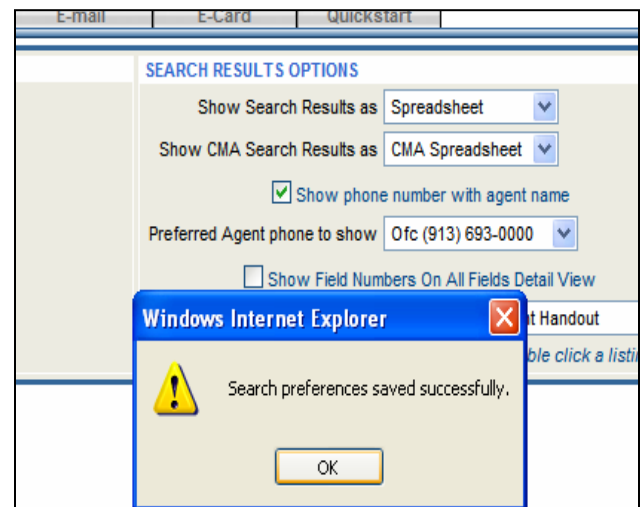 E-mail E-Card Quickstart
SEARCH RESULTS OPTIONS
Show Search Results as Spreadsheet
Show CMA Search Results as CMA Spreadsheet
Show phone number with agent name
Preferred Agent phone to show Ofc (913) 693-0000
Show Field Numbers On All Fields Detail View
Windows Internet Explorer
Handout
click a
Search preferences saved successfully.
OK